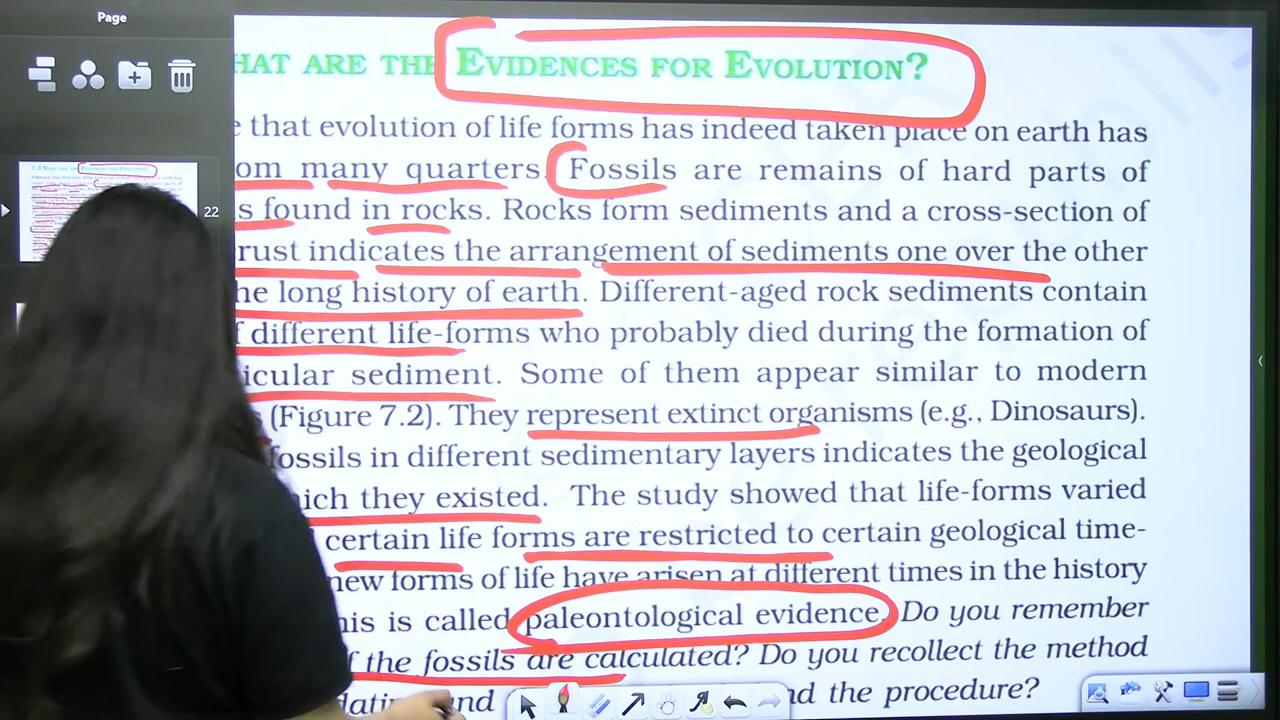 Page
HAT ARE THE EVIDENCES FOR EVOLUTION?
e that evolution of life forms has indeed taken place on earth has
om many quarters. Fossils are remains of hard parts of
s found in rocks. Rocks form sediments and a cross-section of
rust indicates the arrangement of sediments one over the other
he long history of earth. Different-aged rock sediments contain
f different life-forms who probably died during the formation of
icular sediment. Some of them appear similar to modern
(Figure 7.2). They represent extinct organisms (e.g., Dinosaurs).
fossils in different sedimentary layers indicates the geological
hich they existed. The study showed that life-forms varied
certain life forms are restricted to certain geological time-
new forms of life have arisen at different times in the history
his is called paleontological evidence. Do you remember
f the fossils are calculated? Do you recollect the method
and nd the procedure?
22